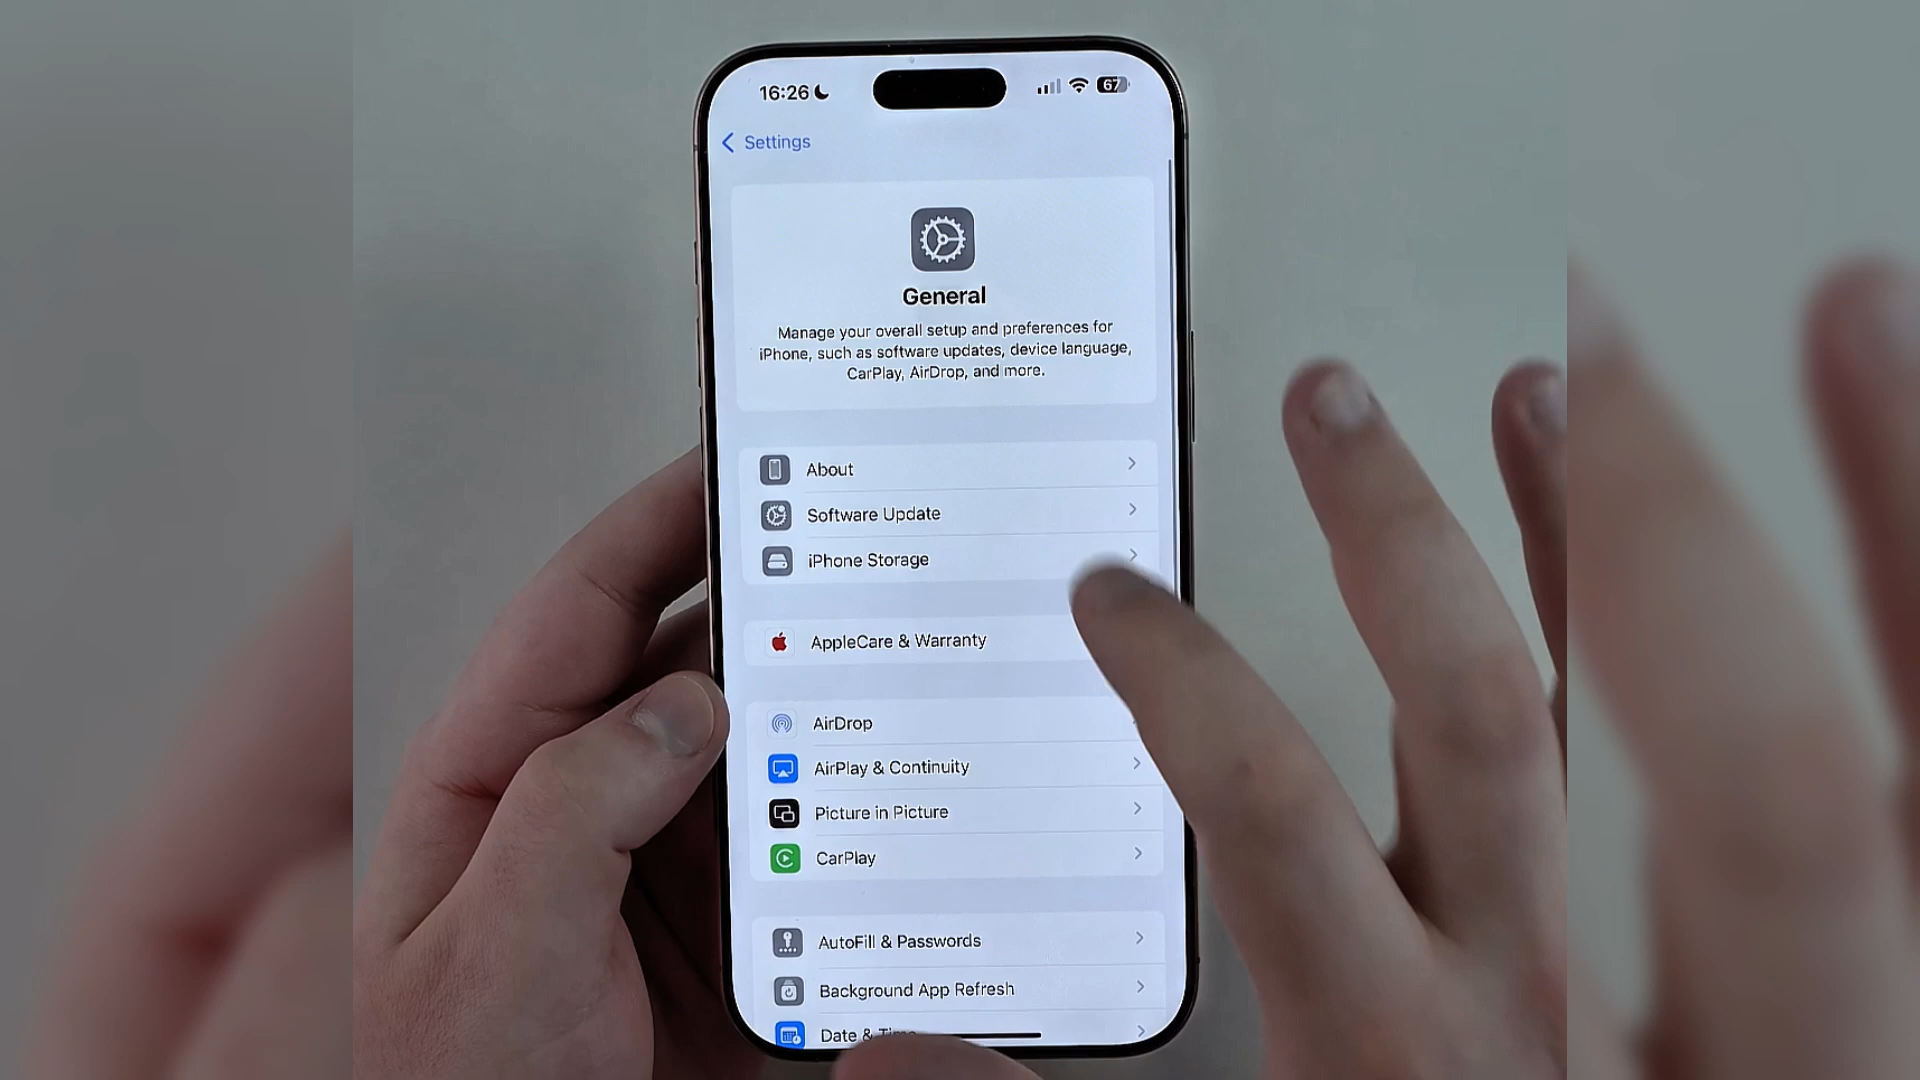 16:26
67
Settings
General
Manage your overall setup and preferences for
iPhone, such as software updates, device language,
CarPlay, AirDrop, and more.
About
Software Update
iPhone Storage
AppleCare & Warranty
AirDrop
AirPlay & Continuity
Picture in Picture
CarPlay
AutoFill & Passwords
Background App Refresh
Date & Time